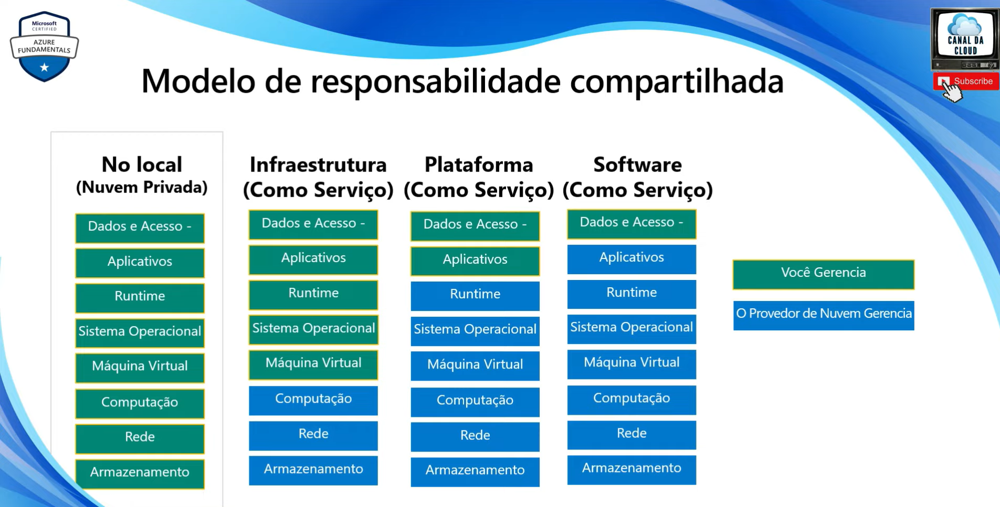 Microsoft
CERTIFIED
AZURE
FUNDAMENTALS
CANAL DA
CLOUD
Subscribe
Modelo de responsabilidade compartilhada
No local
(Nuvem Privada)
Dados e Acesso -
Aplicativos
Runtime
Sistema Operacional
Máquina Virtual
Computação
Rede
Armazenamento
Infraestrutura
(Como Serviço)
Dados e Acesso -
Aplicativos
Runtime
Sistema Operacional
Máquina Virtual
Computação
Rede
Armazenamento
Plataforma
(Como Serviço)
Dados e Acesso -
Aplicativos
Runtime
Sistema Operacional
Máquina Virtual
Computação
Rede
Armazenamento
Software
(Como Serviço)
Dados e Acesso -
Aplicativos
Runtime
Sistema Operacional
Máquina Virtual
Computação
Rede
Armazenamento
Você Gerencia
O Provedor de Nuvem Gerencia